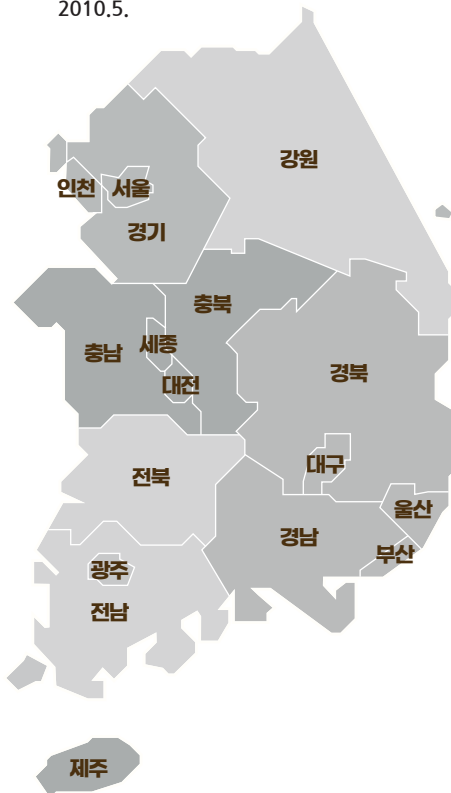 2010.5.
강원
인천
서울
경기
충북
충남
세종
대전
경북
대구
전북
울산
경남
부산
광주
전남
제주